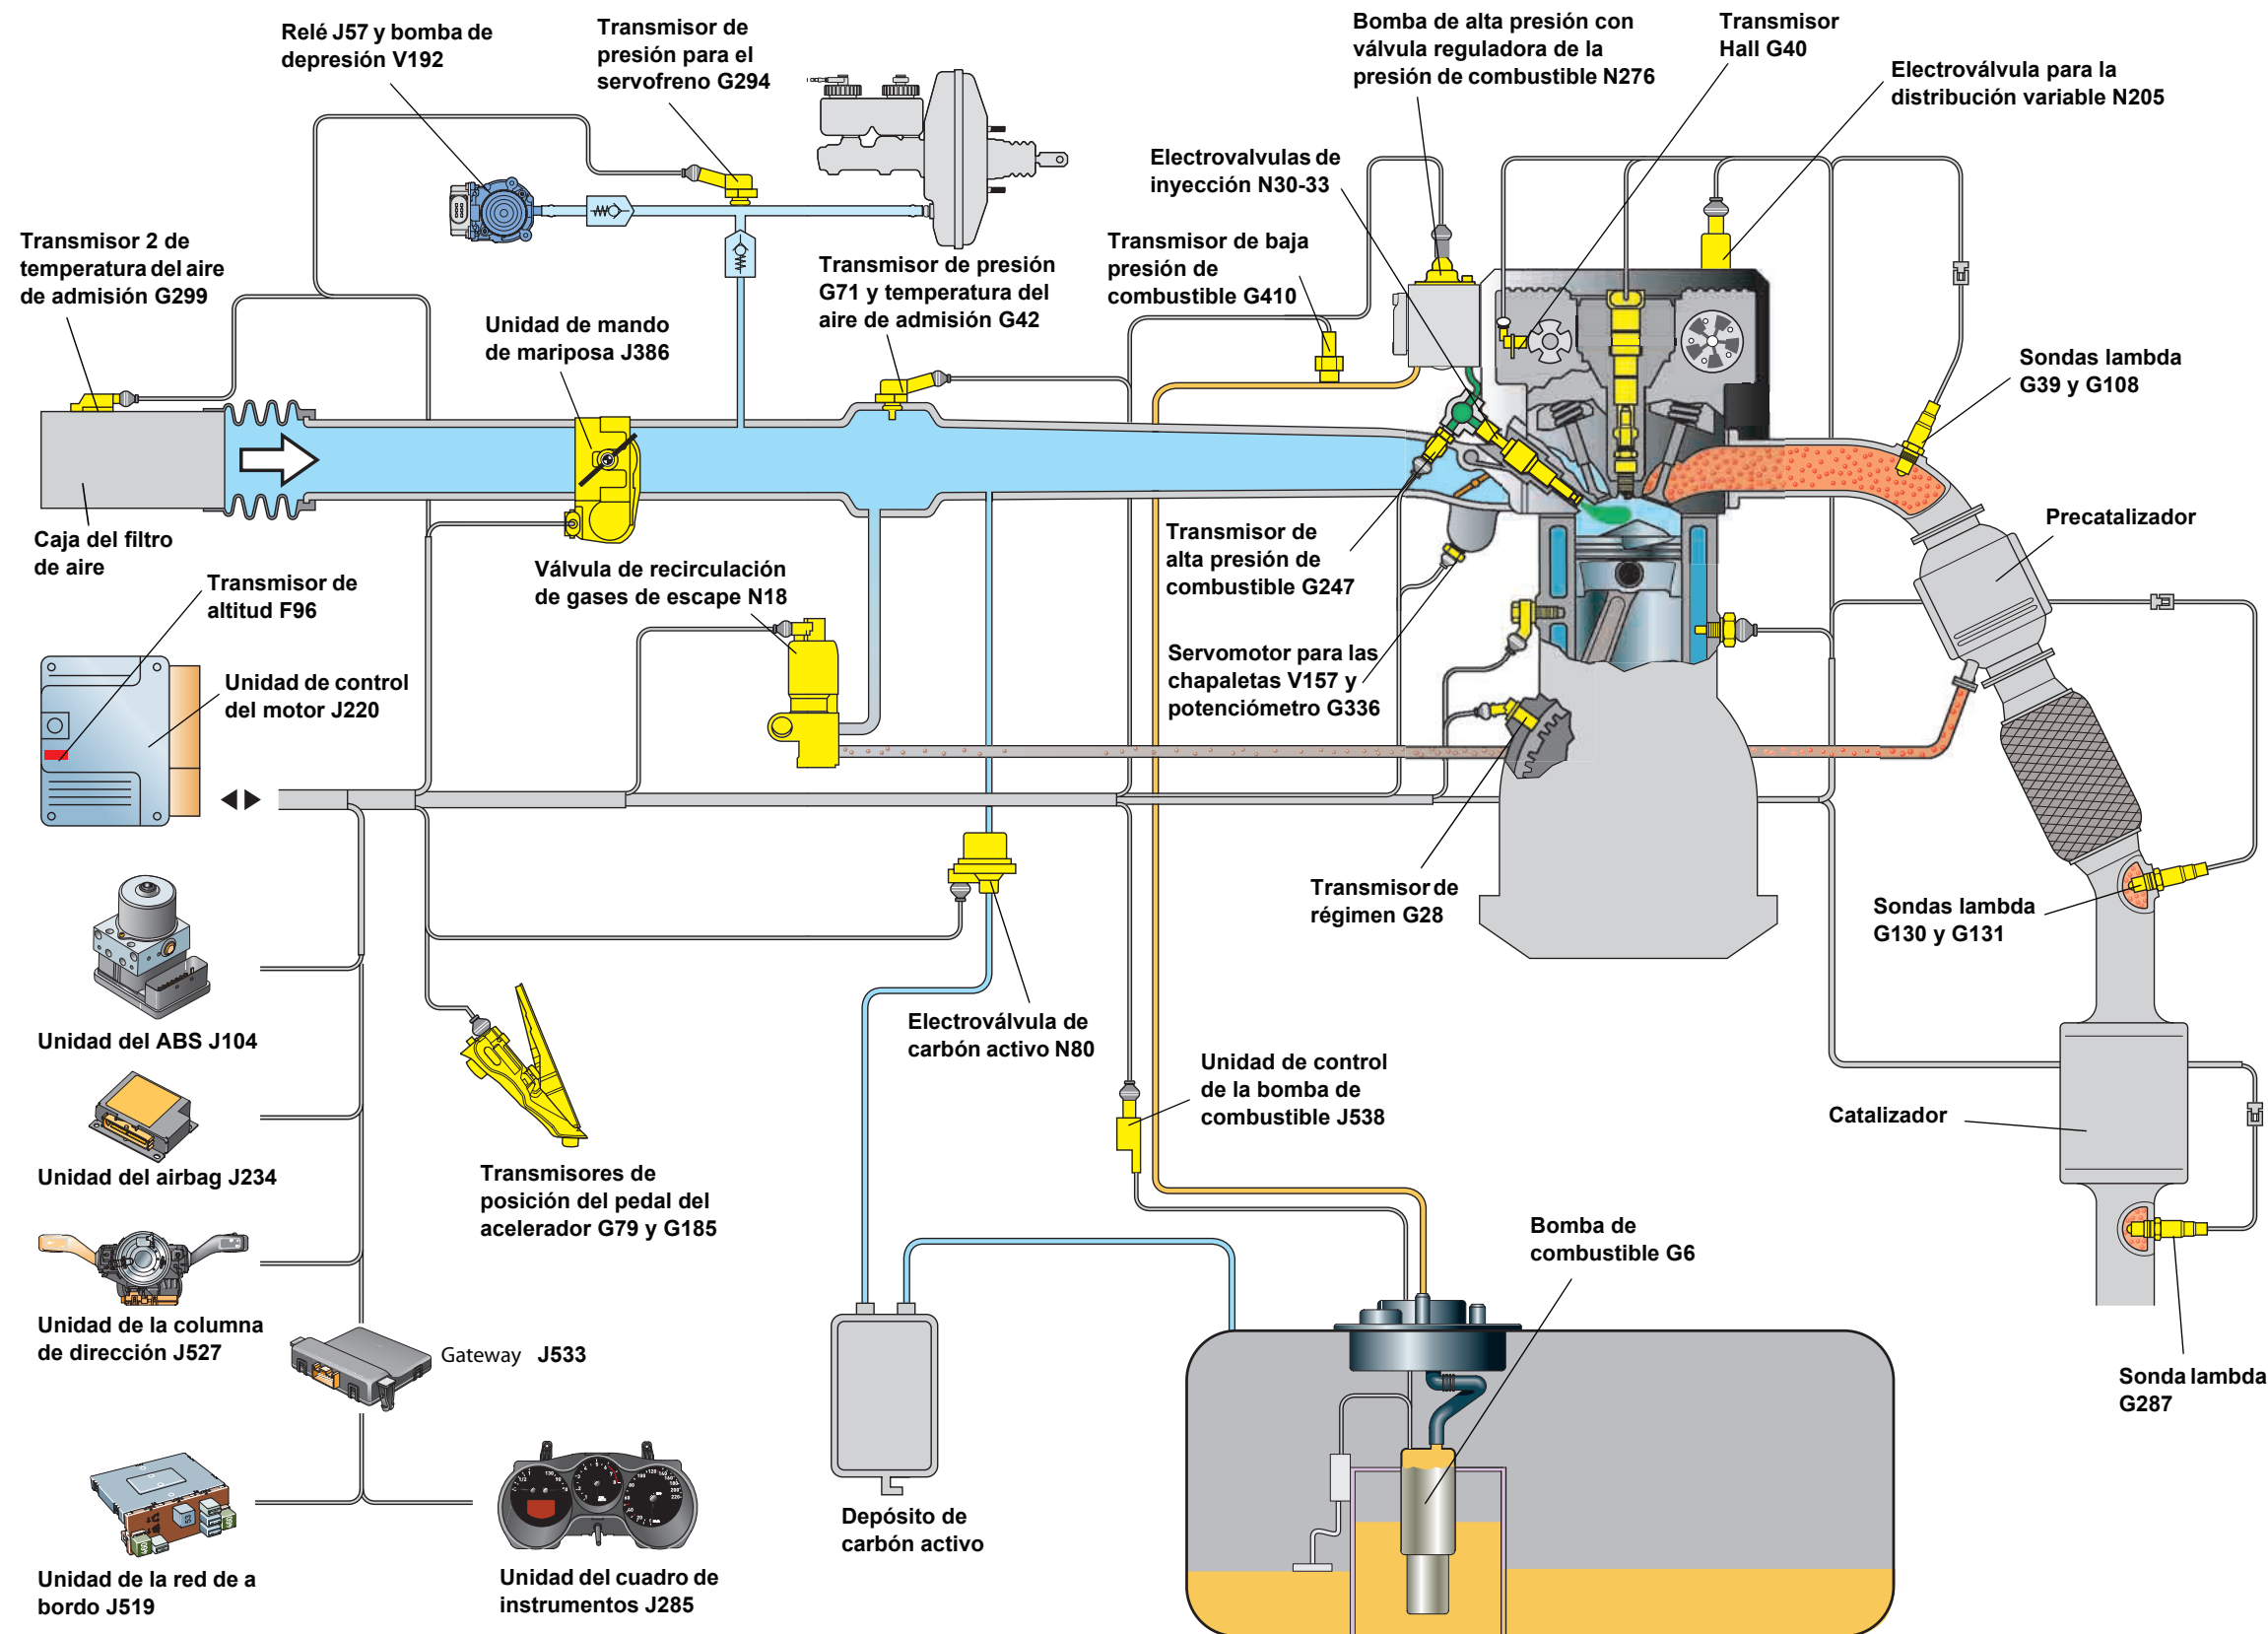 Relé J57 y bomba de
depresión V192
Transmisor de
presión para el
servofreno G294
Bomba de alta presión con
válvula reguladora de la
presión de combustible N276
Transmisor
Hall G40
Electroválvula para la
distribución variable N205
Electrovalvulas de
inyección N30-33
Transmisor 2 de
temperatura del aire
de admisión G299
Transmisor de presión
G71 y temperatura del
aire de admisión G42
Transmisor de baja
presión de
combustible G410
Unidad de mando
de mariposa J386
Sondas lambda
G39 y G108
Caja del filtro
de aire
Precatalizador
Transmisor de
alta presión de
combustible G247
Transmisor de
altitud F96
Válvula de recirculación
de gases de escape N18
Servomotor para las
chapaletas V157 y
potenciómetro G336
Unidad de control
del motor J220
Transmisor de
régimen G28
Sondas lambda
G130 y G131
Unidad del ABS J104
Electroválvula de
carbón activo N80
Unidad de control
de la bomba de
combustible J538
Catalizador
Unidad del airbag J234
Transmisores de
posición del pedal del
acelerador G79 y G185
Bomba de
combustible G6
Unidad de la columna
de dirección J527
Gateway J533
Sonda lambda
G287
Depósito de
carbón activo
Unidad de la red de a
bordo J519
Unidad del cuadro de
instrumentos J285